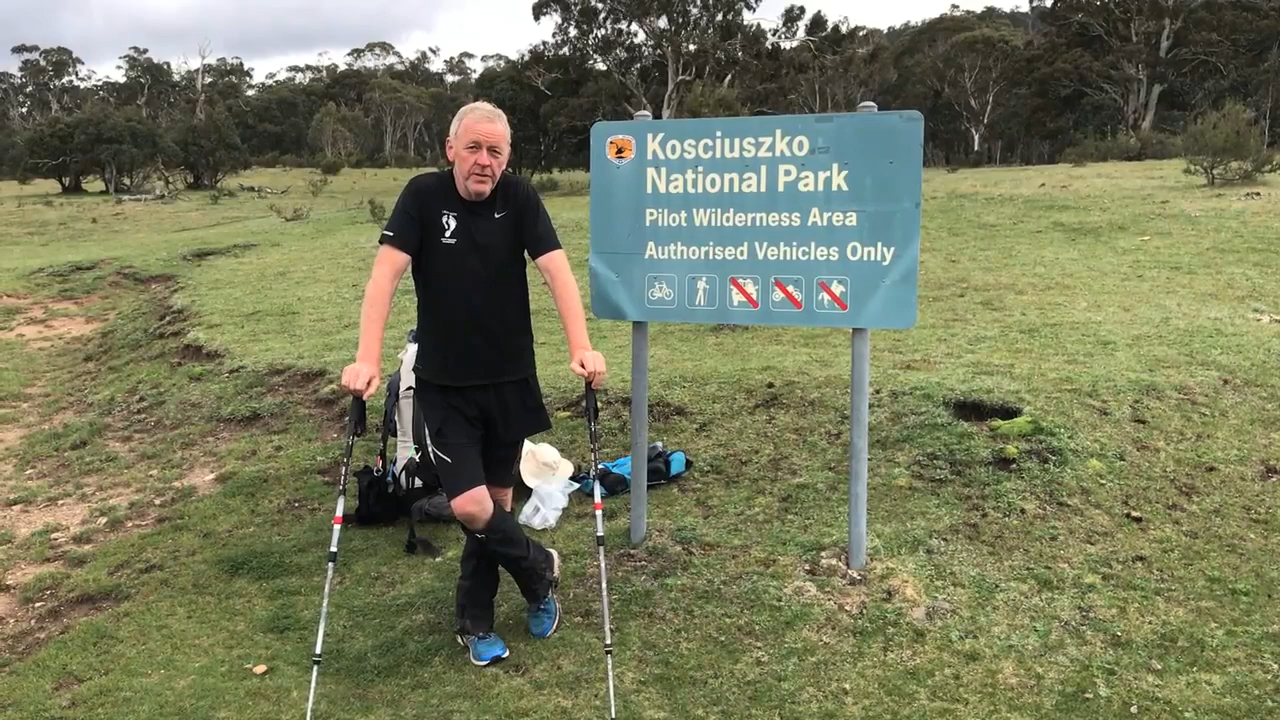 Kosciuszko
National Park
Pilot Wilderness Area
Authorised Vehicles Only